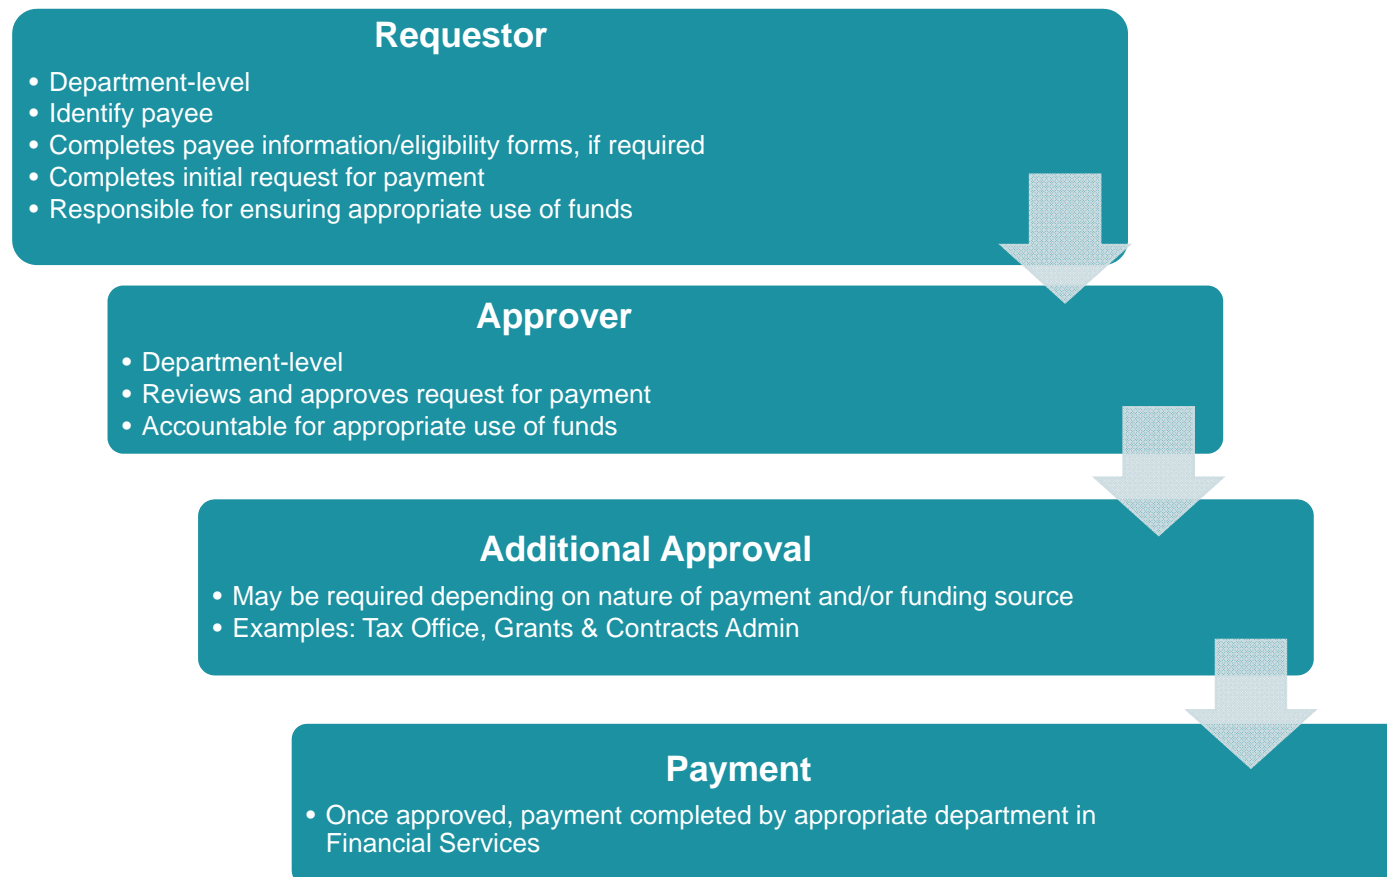 Requestor
• Department-level
• Identify payee
• Completes payee information/eligibility forms, if required
• Completes initial request for payment
• Responsible for ensuring appropriate use of funds
Approver
• Department-level
• Reviews and approves request for payment
• Accountable for appropriate use of funds
Additional Approval
• May be required depending on nature of payment and/or funding source
• Examples: Tax Office, Grants & Contracts Admin
Payment
• Once approved, payment completed by appropriate department in
Financial Services